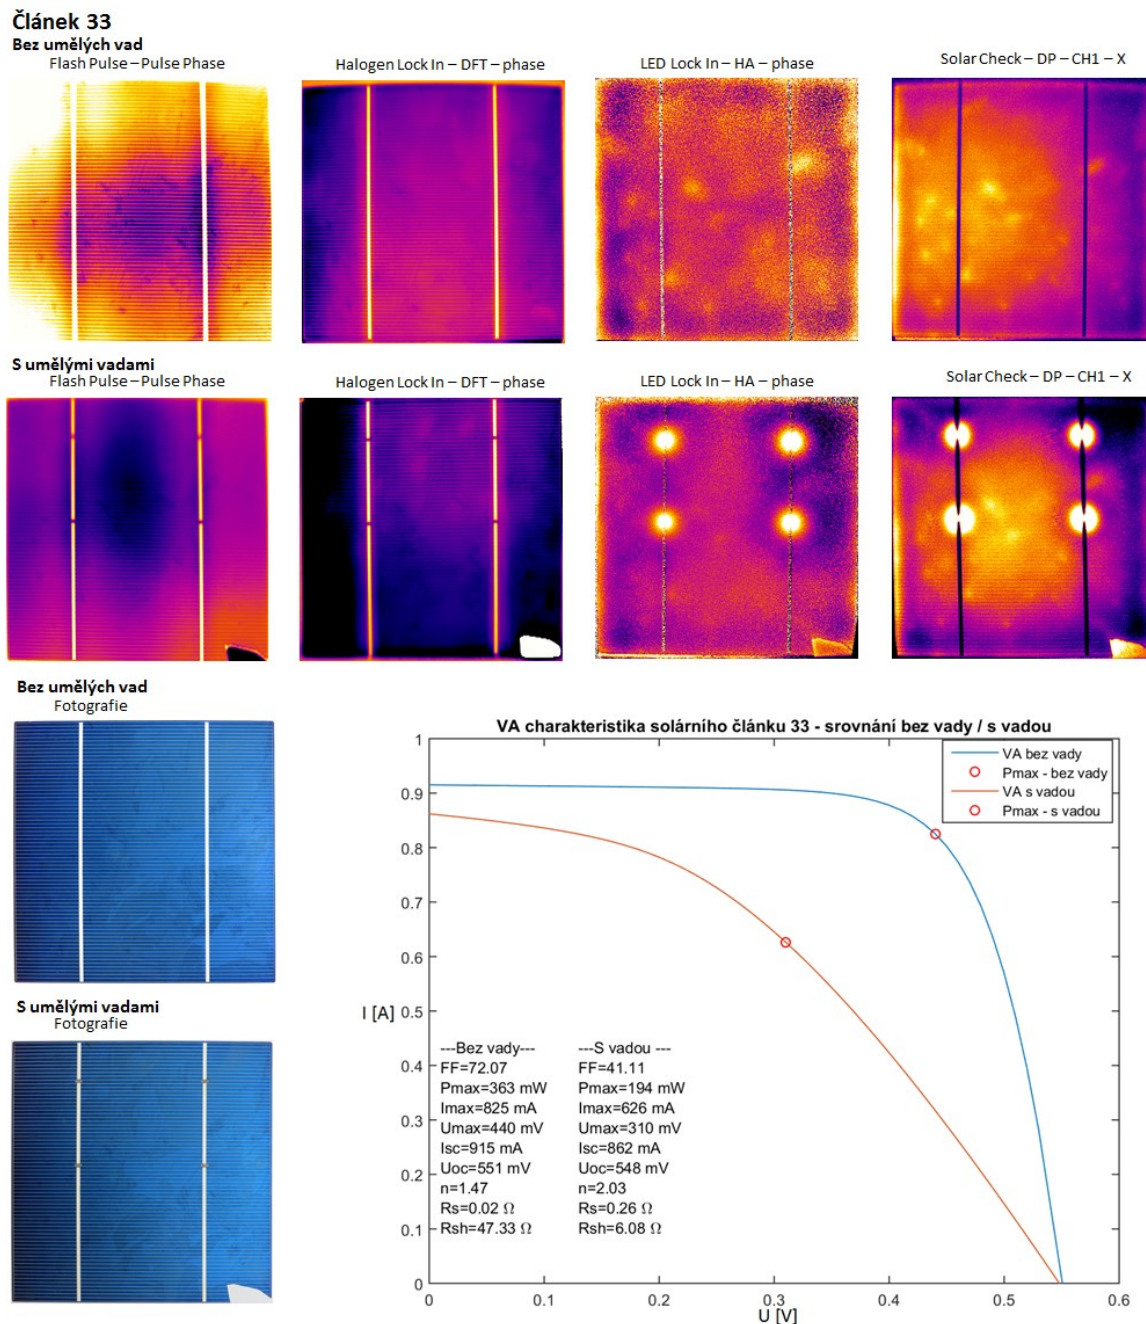 Článek 33
Bez umělých vad
Flash Pulse – Pulse Phase
Halogen Lock In – DFT – phase
LED Lock In – HA – phase
Solar Check – DP – CH1 – X
S umělými vadami
Flash Pulse – Pulse Phase
Halogen Lock In – DFT – phase
LED Lock In – HA – phase
Solar Check – DP – CH1 – X
Bez umělých vad
Fotografie
S umělými vadami
Fotografie
VA charakteristika solárního článku 33 - srovnání bez vady / s vadou
VA bez vady
Pmax - bez vady
VA s vadou
Pmax - s vadou
1
0.9
0.8
0.7
0.6
0.5
0.4
0.3
0.2
0.1
0
I [A]
---Bez vady---
FF=72.07
Pmax=363 mW
Imax=825 mA
Umax=440 mV
Isc=915 mA
Uoc=551 mV
n=1.47
Rs=0.02 Ω
Rsh=47.33 Ω
---S vadou ---
FF=41.11
Pmax=194 mW
Imax=626 mA
Umax=310 mV
Isc=862 mA
Uoc=548 mV
n=2.03
Rs=0.26 Ω
Rsh=6.08 Ω
0 0.1 0.2 0.3 0.4 0.5 0.6
U [V]